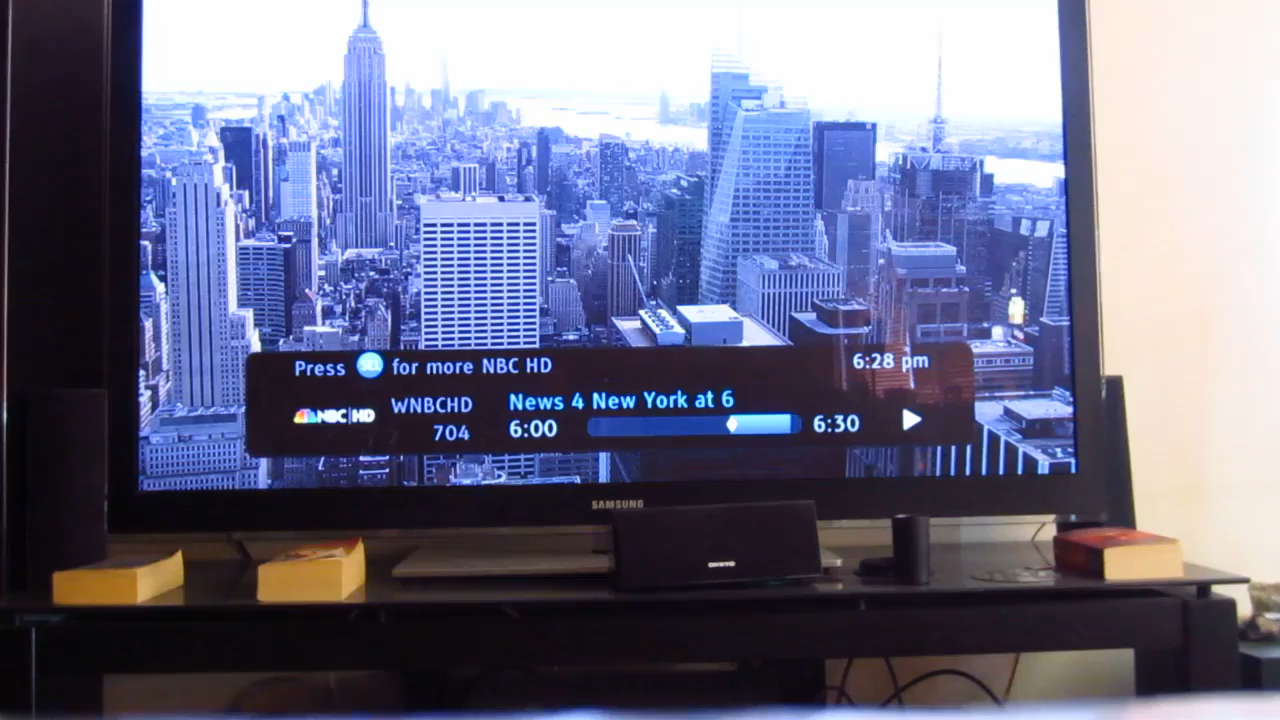 Press SEL for more NBC HD 6:28 pm
NBC|HD WNBCHD News 4 New York at 6
704 6:00 6:30
SAMSUNG
ONKYO